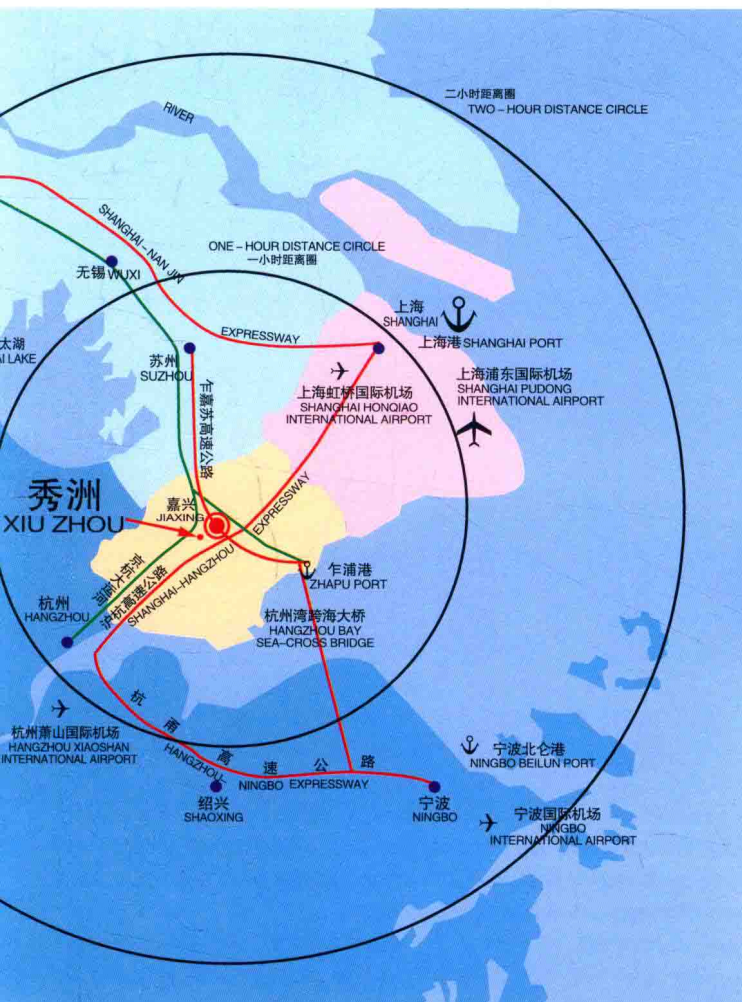 二小时距离圈
TWO – HOUR DISTANCE CIRCLE
RIVER
SHANGHAI – NAN JIN
EXPRESSWAY
ONE – HOUR DISTANCE CIRCLE
一小时距离圈
无锡 WUXI
上海
SHANGHAI
上海港 SHANGHAI PORT
太湖
AI LAKE
苏州
SUZHOU
上海浦东国际机场
SHANGHAI PUDONG
INTERNATIONAL AIRPORT
上海虹桥国际机场
SHANGHAI HONQIAO
INTERNATIONAL AIRPORT
乍嘉苏高速公路
秀洲
XIU ZHOU
嘉兴
JIAXING
EXPRESSWAY
SHANGHAI–HANGZHOU
沪杭高速公路
京杭大运河
乍浦港
ZHAPU PORT
杭州
HANGZHOU
杭州湾跨海大桥
HANGZHOU BAY
SEA–CROSS BRIDGE
杭甬高速公路
HANGZHOU–
NINGBO EXPRESSWAY
杭州萧山国际机场
HANGZHOU XIAOSHAN
INTERNATIONAL AIRPORT
宁波北仑港
NINGBO BEILUN PORT
绍兴
SHAOXING
宁波
NINGBO
宁波国际机场
NINGBO
INTERNATIONAL AIRPORT